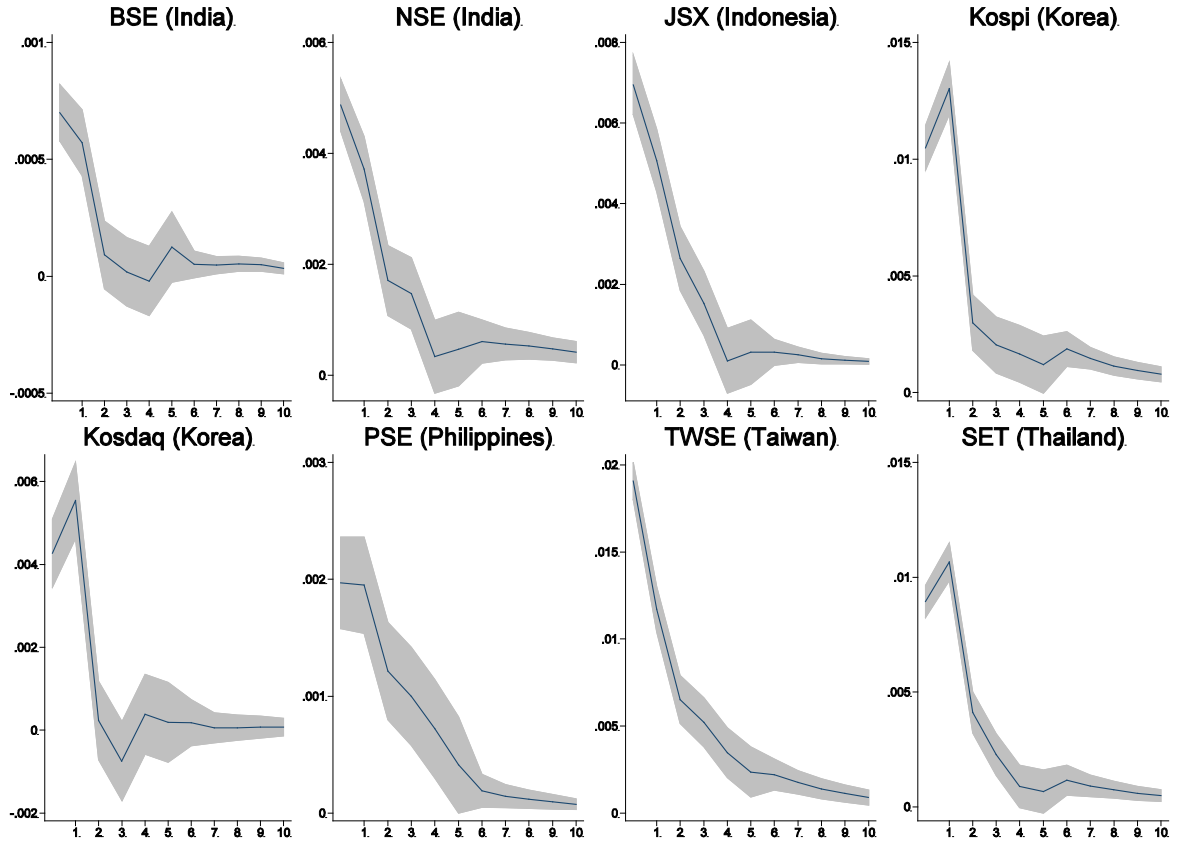 BSE (India).
.001
.0005
0.
-.0005
1. 2. 3. 4. 5. 6. 7. 8. 9. 10.
NSE (India).
.006
.004
.002
0.
1. 2. 3. 4. 5. 6. 7. 8. 9. 10.
JSX (Indonesia).
.008
.006
.004
.002
0.
1. 2. 3. 4. 5. 6. 7. 8. 9. 10.
Kospi (Korea).
.015
.01
.005
0.
1. 2. 3. 4. 5. 6. 7. 8. 9. 10.
Kosdaq (Korea).
.006
.004
.002
0.
-.002
1. 2. 3. 4. 5. 6. 7. 8. 9. 10.
PSE (Philippines).
.003
.002
.001
0.
1. 2. 3. 4. 5. 6. 7. 8. 9. 10.
TWSE (Taiwan).
.02
.015
.01
.005
0.
1. 2. 3. 4. 5. 6. 7. 8. 9. 10.
SET (Thailand).
.015
.01
.005
0.
1. 2. 3. 4. 5. 6. 7. 8. 9. 10.